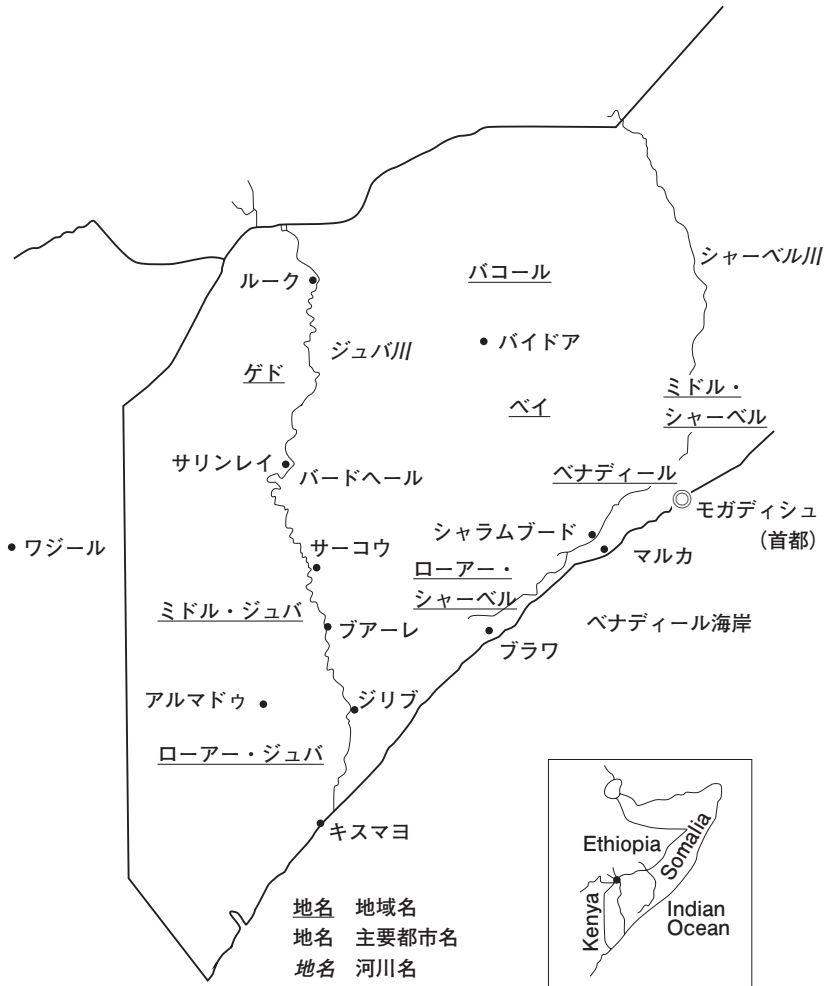 シャーベル川
バコール
ルーク
ジュバ川
バイドア
ゲド
ミドル・
シャーベル
ベイ
サリンレイ
バードヘール
ベナディール
モガディシュ
（首都）
シャラムブード
ワジール
マルカ
サーコウ
ローアー・
シャーベル
ミドル・ジュバ
ブアーレ
ベナディール海岸
ブラワ
アルマドゥ
ジリブ
ローアー・ジュバ
キスマヨ
Ethiopia
Somalia
Kenya
Indian
Ocean
地名 地域名
地名 主要都市名
地名 河川名